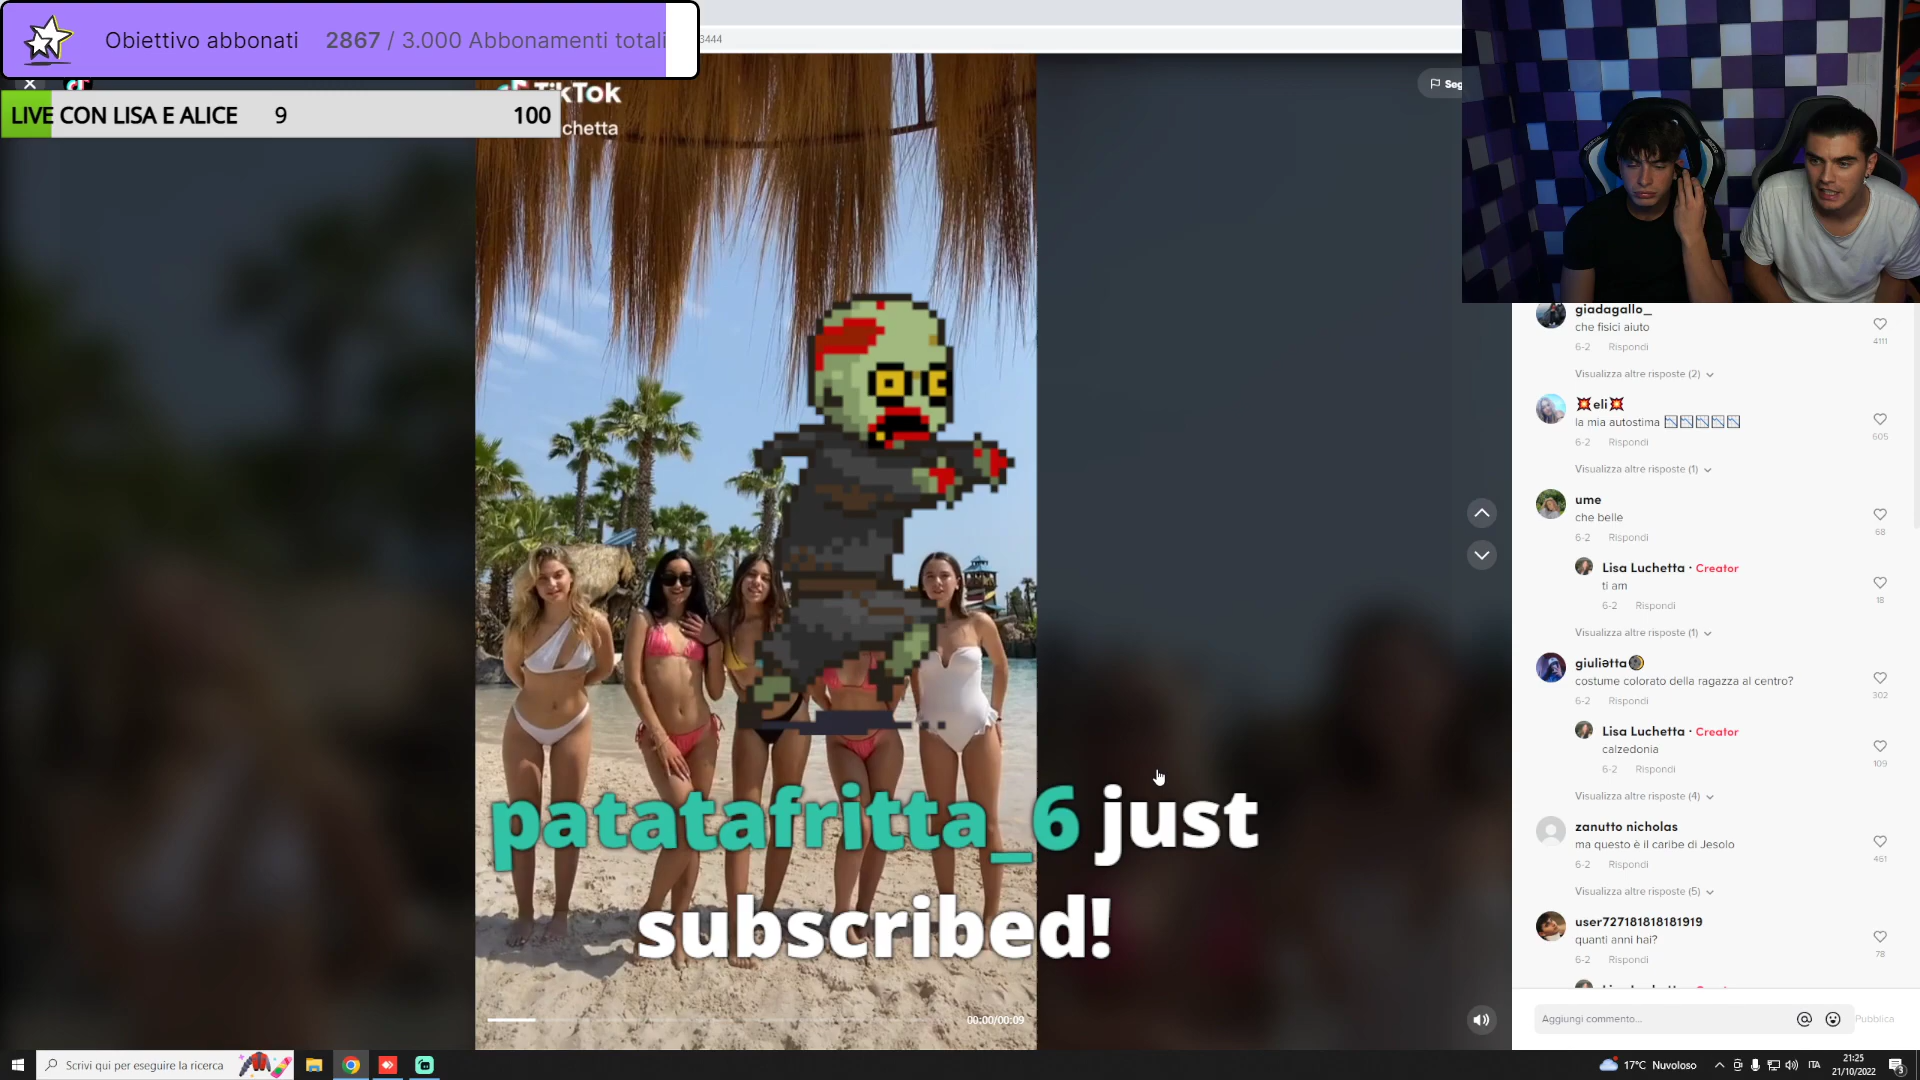 Obiettivo abbonati 2867 / 3.000 Abbonamenti totali
3444
LIVE CON LISA E ALICE 9 100
TikTok
chetta
Seg
giadagallo_
che fisici aiuto
4111
6-2 Rispondi
Visualizza altre risposte (2)
💥eli💥
la mia autostima
605
6-2 Rispondi
Visualizza altre risposte (1)
ume
che belle
68
6-2 Rispondi
Lisa Luchetta · Creator
ti am
18
6-2 Rispondi
Visualizza altre risposte (1)
giuliətta
costume colorato della ragazza al centro?
302
6-2 Rispondi
Lisa Luchetta · Creator
calzedonia
109
6-2 Rispondi
Visualizza altre risposte (4)
zanutto nicholas
ma questo è il caribe di Jesolo
461
6-2 Rispondi
Visualizza altre risposte (5)
user727181818181919
quanti anni hai?
78
6-2 Rispondi
patatafritta_6 just
subscribed!
00:00/00:09
Aggiungi commento... Pubblica
Scrivi qui per eseguire la ricerca
17°C Nuvoloso
ITA
21:25
21/10/2022
3